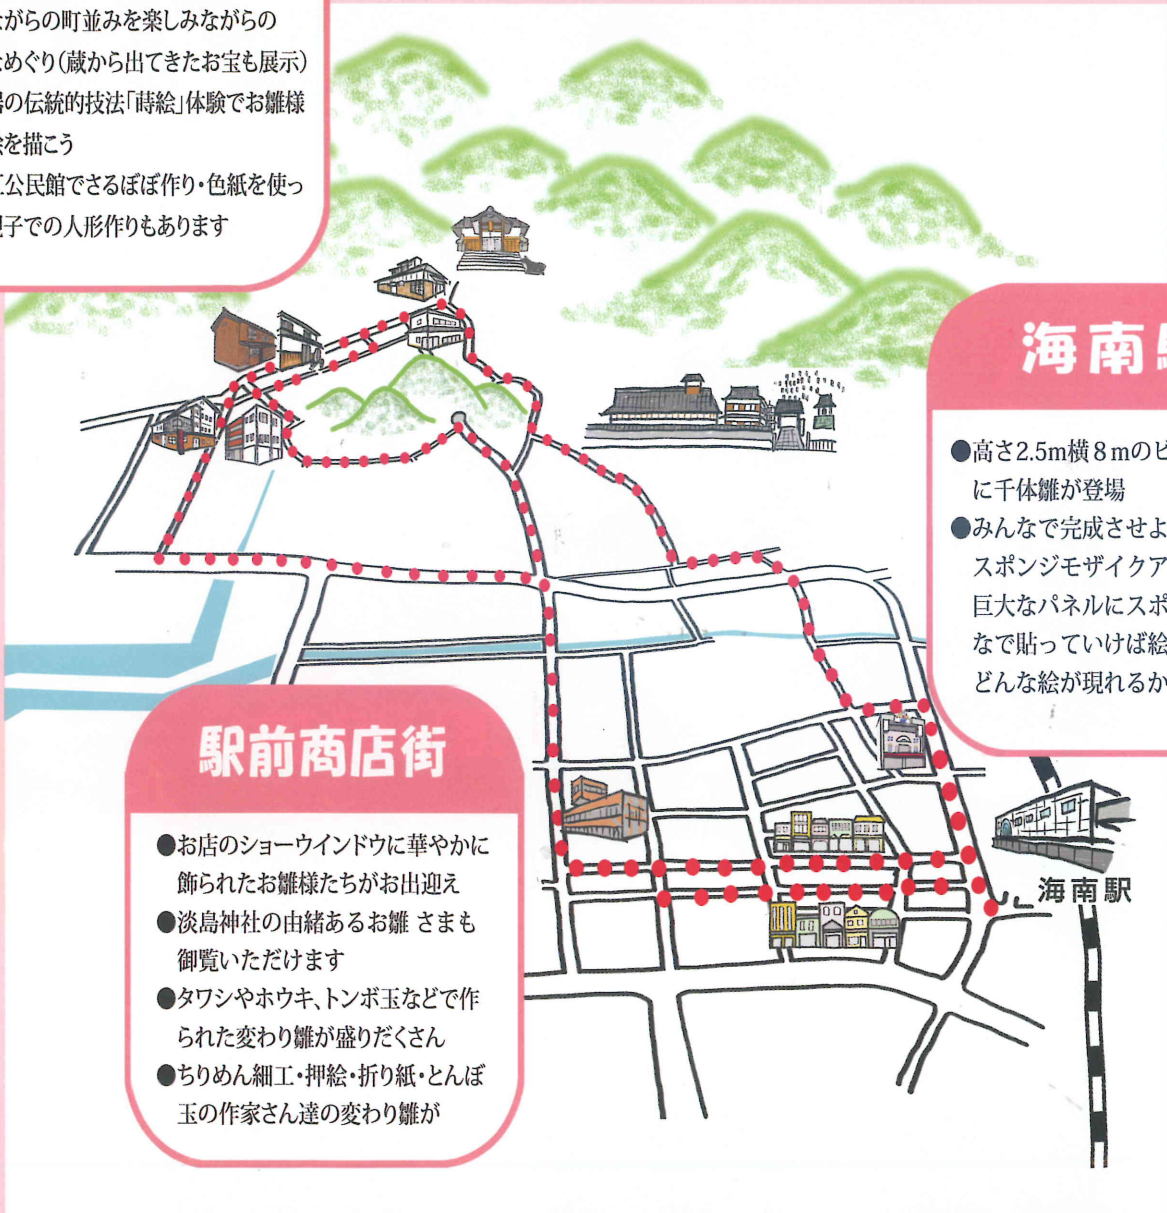 ながらの町並みを楽しみながらの
なめぐり(蔵から出てきたお宝も展示)
器の伝統的技法「蒔絵」体験でお雛様
絵を描こう
江公民館でさるぼぼ作り・色紙を使っ
親子での人形作りもあります
海南駅
●高さ2.5m横8mのビ
に千体雛が登場
●みんなで完成させよ
スポンジモザイクア
巨大なパネルにスポ
なで貼っていけば絵
どんな絵が現れるか
駅前商店街
●お店のショーウインドウに華やかに
飾られたお雛様たちがお出迎え
●淡島神社の由緒あるお雛 さまも
御覧いただけます
●タワシやホウキ、トンボ玉などで作
られた変わり雛が盛りだくさん
●ちりめん細工・押絵・折り紙・とんぼ
玉の作家さん達の変わり雛が
海南駅